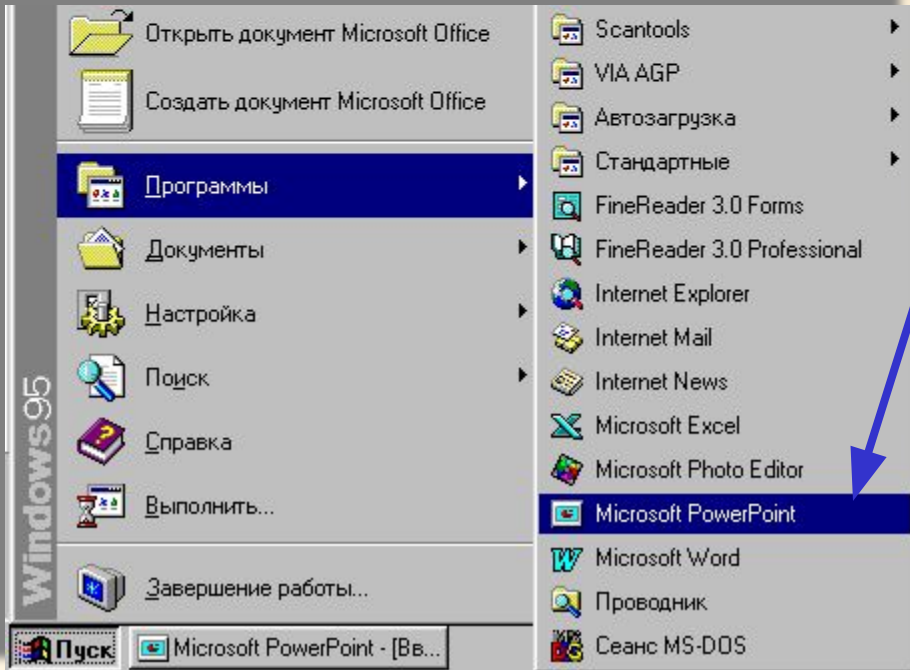 Открыть документ Microsoft Office
Создать документ Microsoft Office
Программы
Документы
Настройка
Поиск
Справка
Выполнить...
Завершение работы...
Windows95
Scantools
VIA AGP
Автозагрузка
Стандартные
FineReader 3.0 Forms
FineReader 3.0 Professional
Internet Explorer
Internet Mail
Internet News
Microsoft Excel
Microsoft Photo Editor
Microsoft PowerPoint
Microsoft Word
Проводник
Сеанс MS-DOS
Пуск
Microsoft PowerPoint - [Вв...